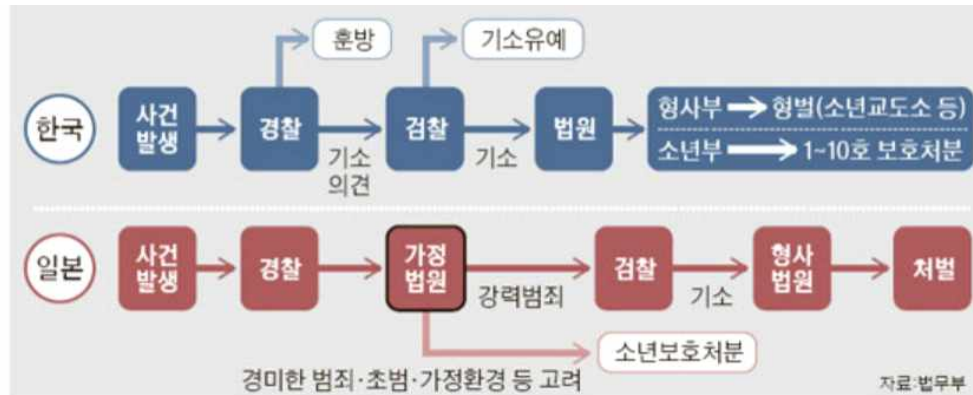 훈방
기소유예
한국
사건
발생
경찰
기소
의견
검찰
기소
법원
형사부 → 형벌(소년교도소 등)
소년부 → 1~10호 보호처분
일본
사건
발생
경찰
가정
법원
강력범죄
검찰
기소
형사
법원
처벌
소년보호처분
경미한 범죄·초범·가정환경 등 고려
자료:법무부